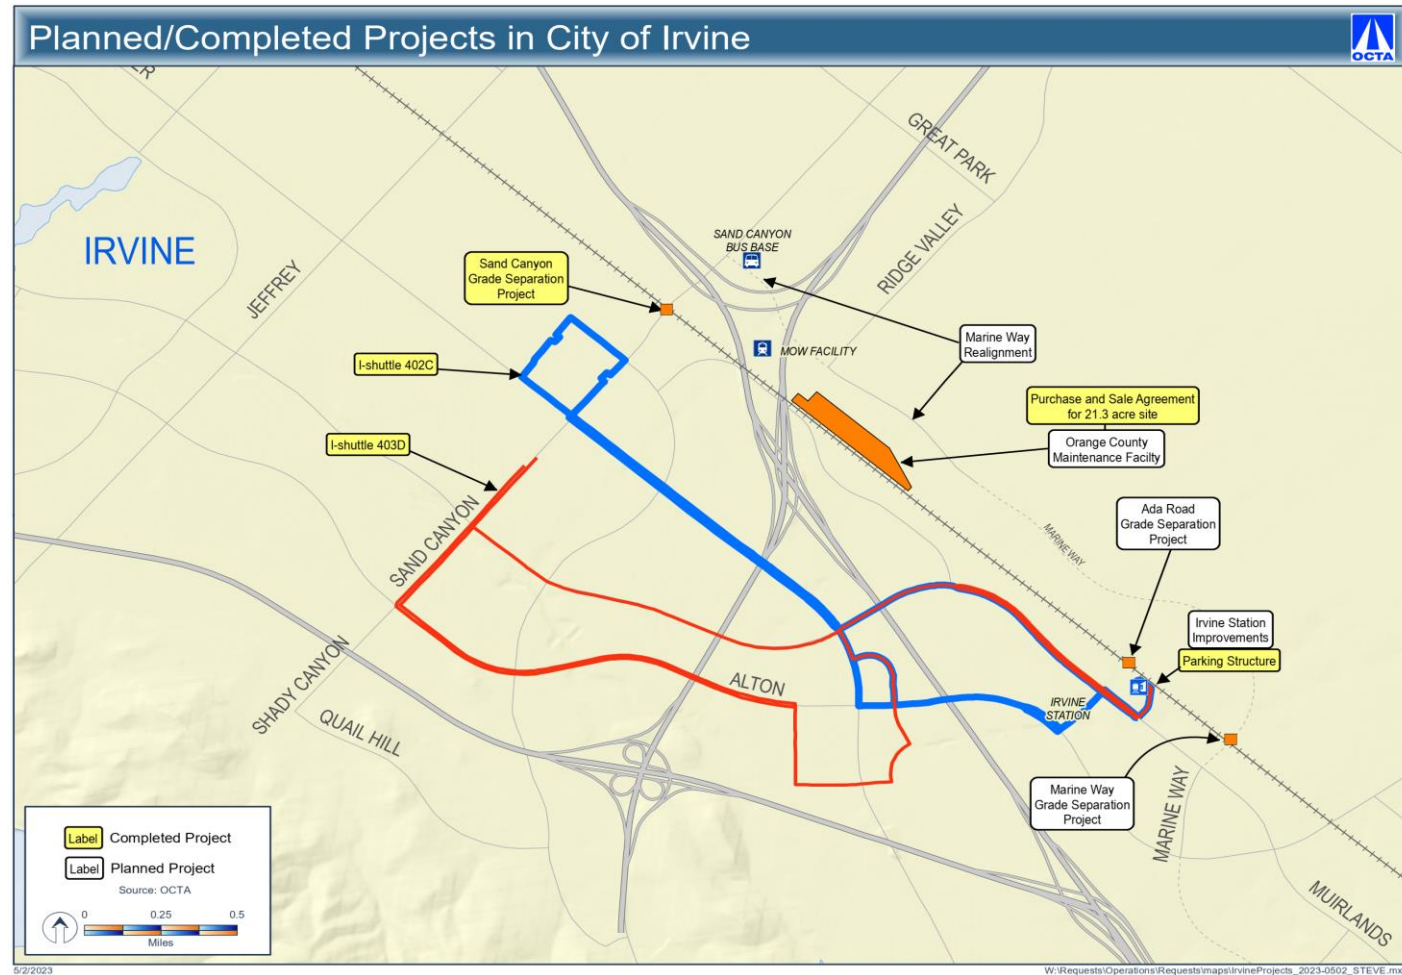 Planned/Completed Projects in City of Irvine
OCTA
GREAT PARK
SAND CANYON
BUS BASE
IRVINE
RIDGE VALLEY
Sand Canyon
Grade Separation
Project
JEFFREY
Marine Way
Realignment
MOW FACILITY
I-shuttle 402C
Purchase and Sale Agreement
for 21.3 acre site
I-shuttle 403D
Orange County
Maintenance Facilty
SAND CANYON
Ada Road
Grade Separation
Project
MARINE WAY
Irvine Station
Improvements
Parking Structure
SHADY CANYON
ALTON
IRVINE
STATION
QUAIL HILL
Marine Way
Grade Separation
Project
MARINE WAY
MUIRLANDS
Label Completed Project
Label Planned Project
Source: OCTA
0 0.25 0.5
Miles
5/2/2023
W:\Requests\Operations\Requests\maps\IrvineProjects_2023-0502_STEVE.mx